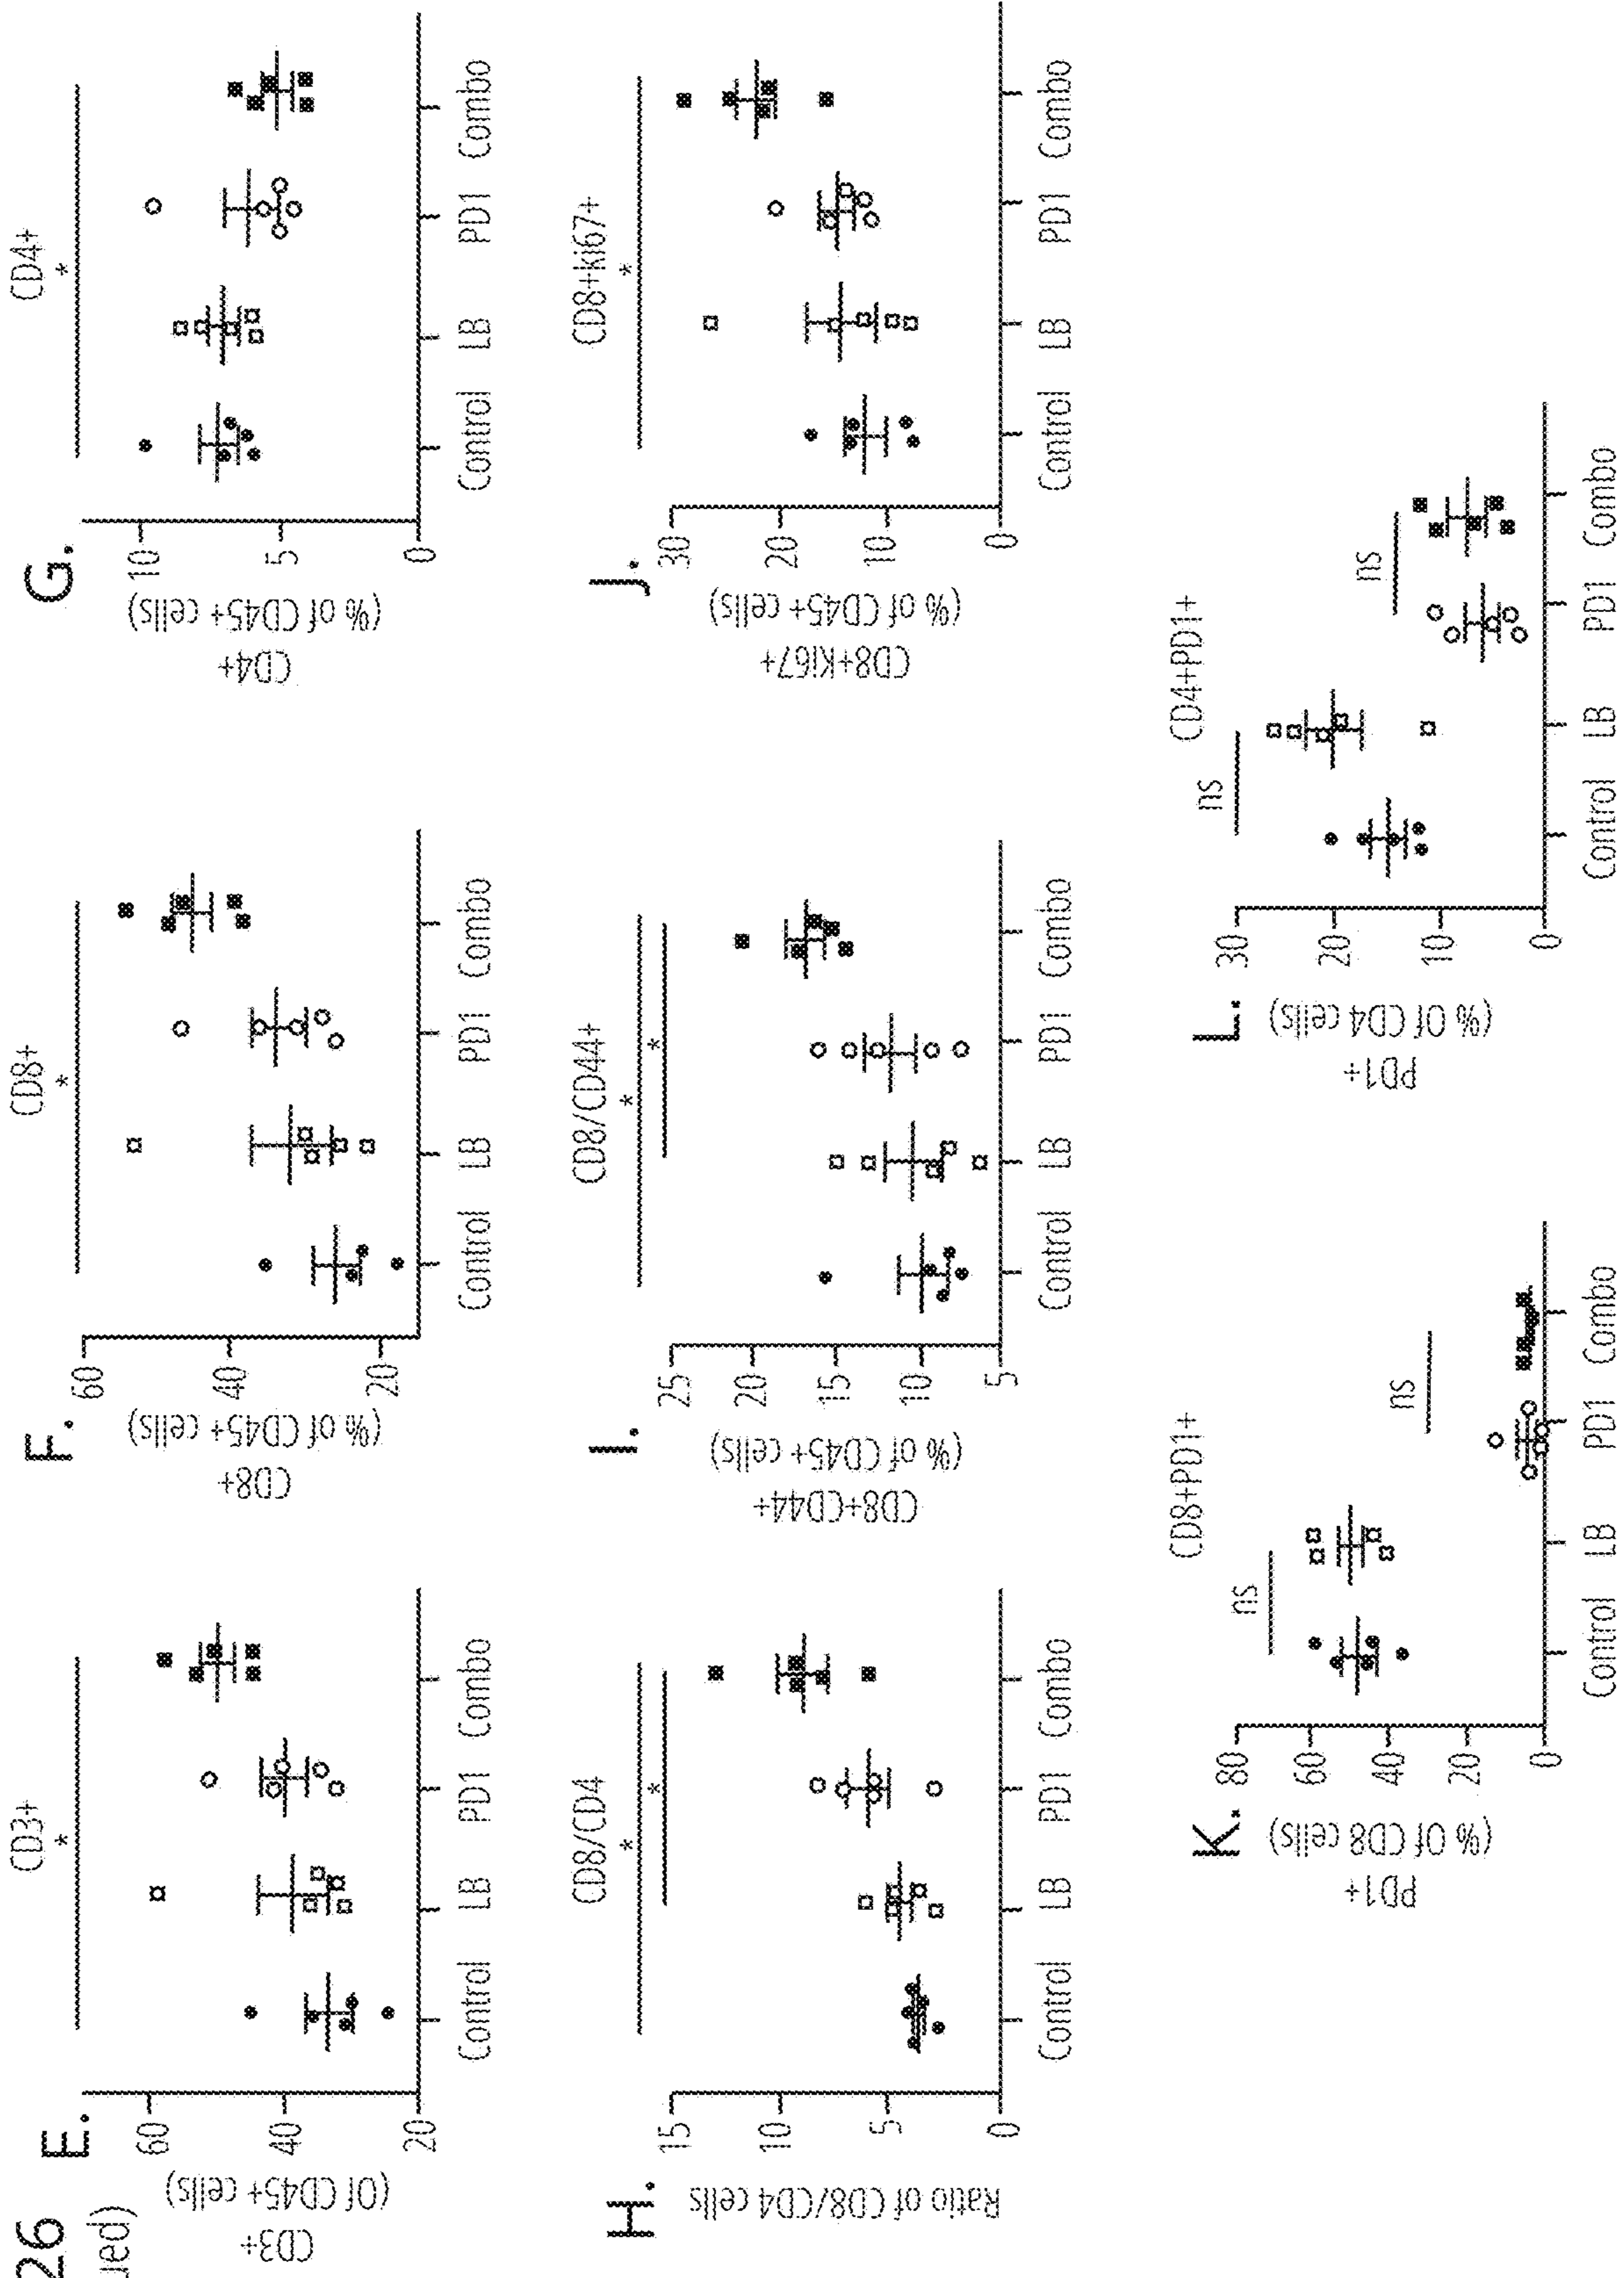 26
ued)
E.
CD3+
*
60
40
20
CD3+
(Of CD45+ cells)
Control LB PD1 Combo
F.
CD8+
*
60
40
20
CD8+
(% of CD45+ cells)
Control LB PD1 Combo
G.
CD4+
*
10
5
0
CD4+
(% of CD45+ cells)
Control LB PD1 Combo
H.
CD8/CD4
*
*
15
10
5
0
Ratio of CD8/CD4 cells
Control LB PD1 Combo
I.
CD8/CD44+
*
*
25
20
15
10
5
CD8+CD44+
(% of CD45+ cells)
Control LB PD1 Combo
J.
CD8+ki67+
*
30
20
10
0
CD8+Ki67+
(% of CD45+ cells)
Control LB PD1 Combo
K.
CD8+PD1+
ns
ns
80
60
40
20
0
PD1+
(% Of CD8 cells)
Control LB PD1 Combo
L.
CD4+PD1+
ns
ns
30
20
10
0
PD1+
(% Of CD4 cells)
Control LB PD1 Combo